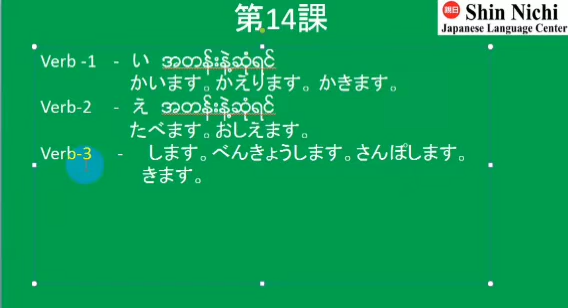 第14課
Shin Nichi
Japanese Language Center
Verb -1 - い အတန်းနဲ့ဆုံရင်
かいます。かえります。かきます。
Verb-2 - え အတန်းနဲ့ဆုံရင်
たべます。おしえます。
Verb-3 - します。べんきょうします。さんぽします。
きます。